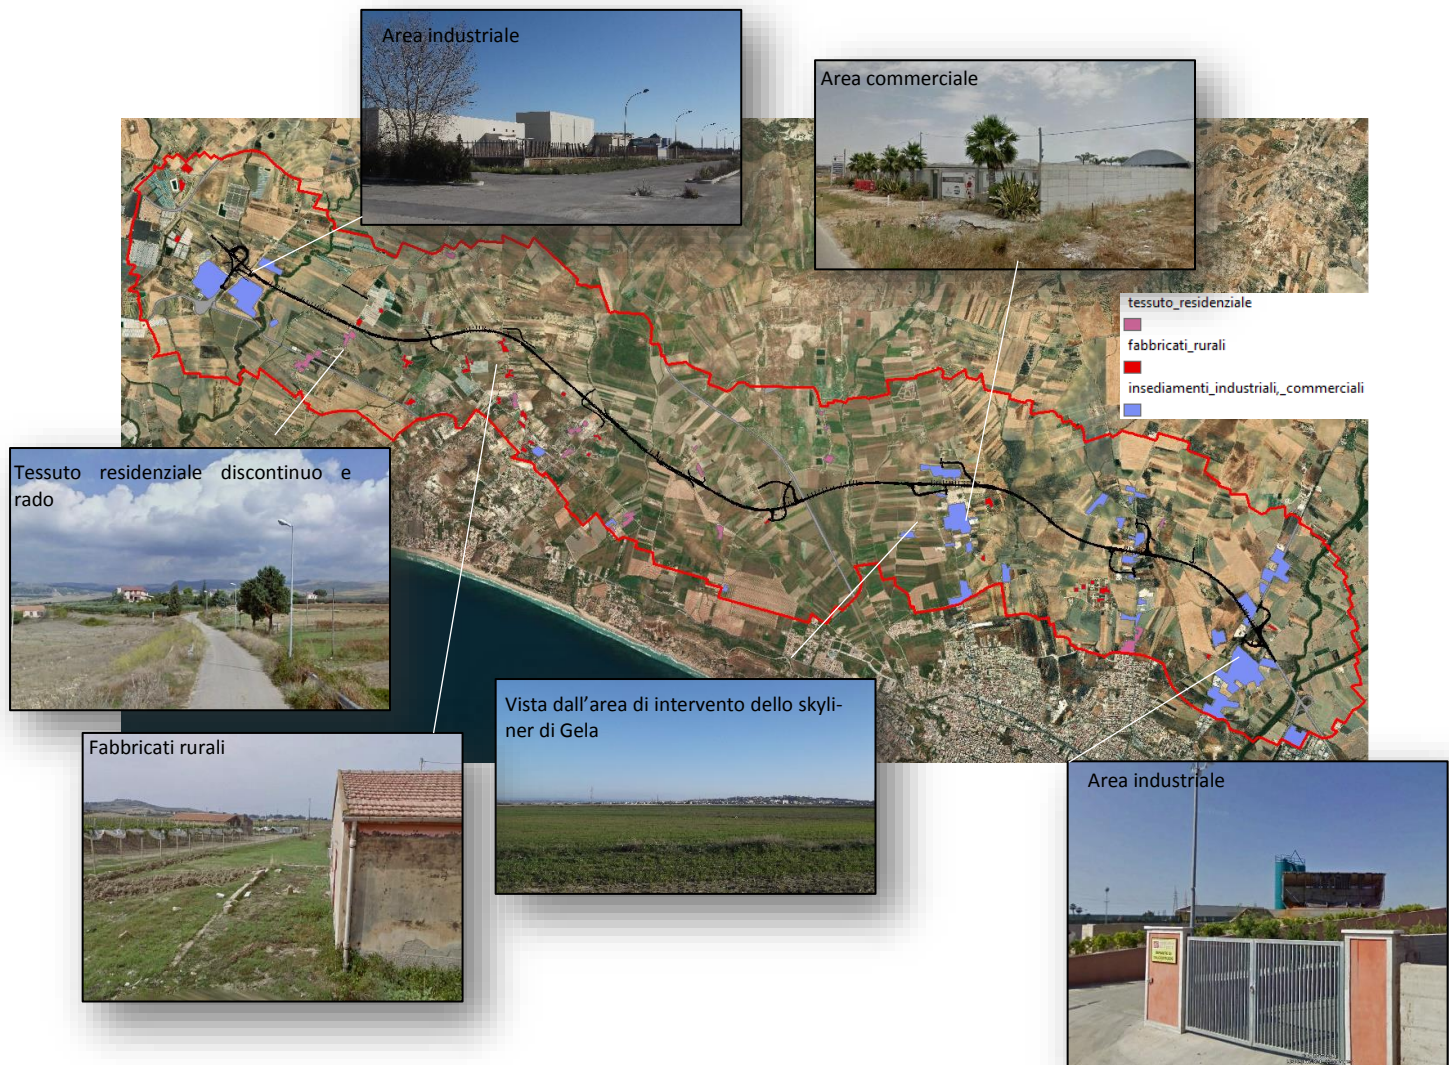 Area industriale
Area commerciale
tessuto_residenziale
fabbricati_rurali
insediamenti_industriali,_commerciali
Tessuto residenziale discontinuo e
rado
Vista dall’area di intervento dello skyli-
ner di Gela
Fabbricati rurali
Area industriale